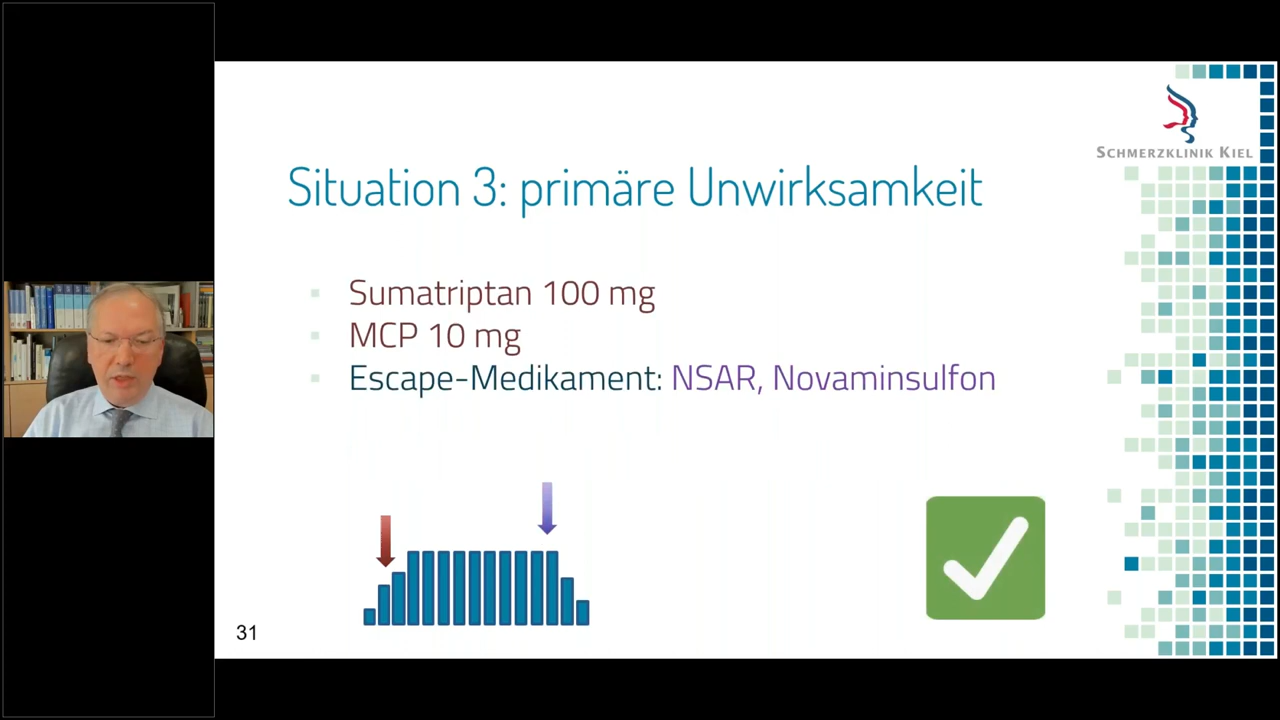 SCHMERZKLINIK KIEL
Situation 3: primäre Unwirksamkeit
Sumatriptan 100 mg
MCP 10 mg
Escape-Medikament: NSAR, Novaminsulfon
31